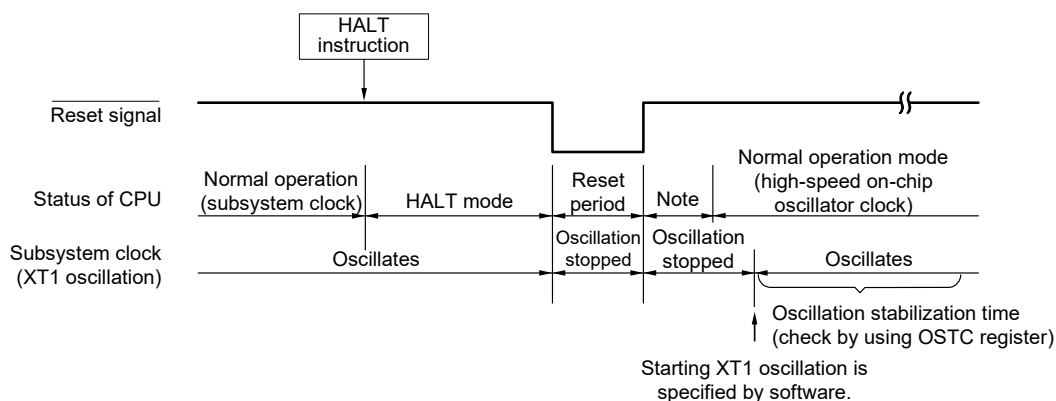 HALT
instruction
Reset signal
Status of CPU
Normal operation
(subsystem clock)
HALT mode
Reset
period
Note
Normal operation mode
(high-speed on-chip
oscillator clock)
Subsystem clock
(XT1 oscillation)
Oscillates
Oscillation
stopped
Oscillation
stopped
Oscillates
Oscillation stabilization time
(check by using OSTC register)
Starting XT1 oscillation is
specified by software.